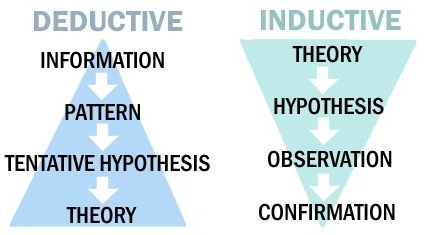 DEDUCTIVE
INFORMATION
PATTERN
TENTATIVE HYPOTHESIS
THEORY
INDUCTIVE
THEORY
HYPOTHESIS
OBSERVATION
CONFIRMATION